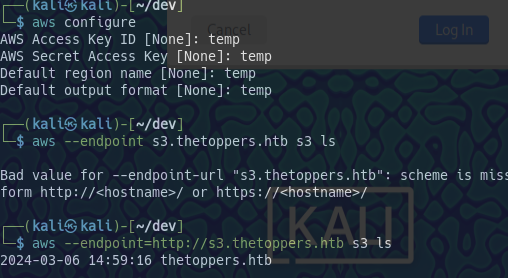 Cancel
Log In
┌──(kali㉿kali)-[~/dev]
└─$ aws configure
AWS Access Key ID [None]: temp
AWS Secret Access Key [None]: temp
Default region name [None]: temp
Default output format [None]: temp
┌──(kali㉿kali)-[~/dev]
└─$ aws --endpoint s3.thetoppers.htb s3 ls
Bad value for --endpoint-url "s3.thetoppers.htb": scheme is miss
form http://<hostname>/ or https://<hostname>/
┌──(kali㉿kali)-[~/dev]
└─$ aws --endpoint=http://s3.thetoppers.htb s3 ls
2024-03-06 14:59:16 thetoppers.htb
KALI